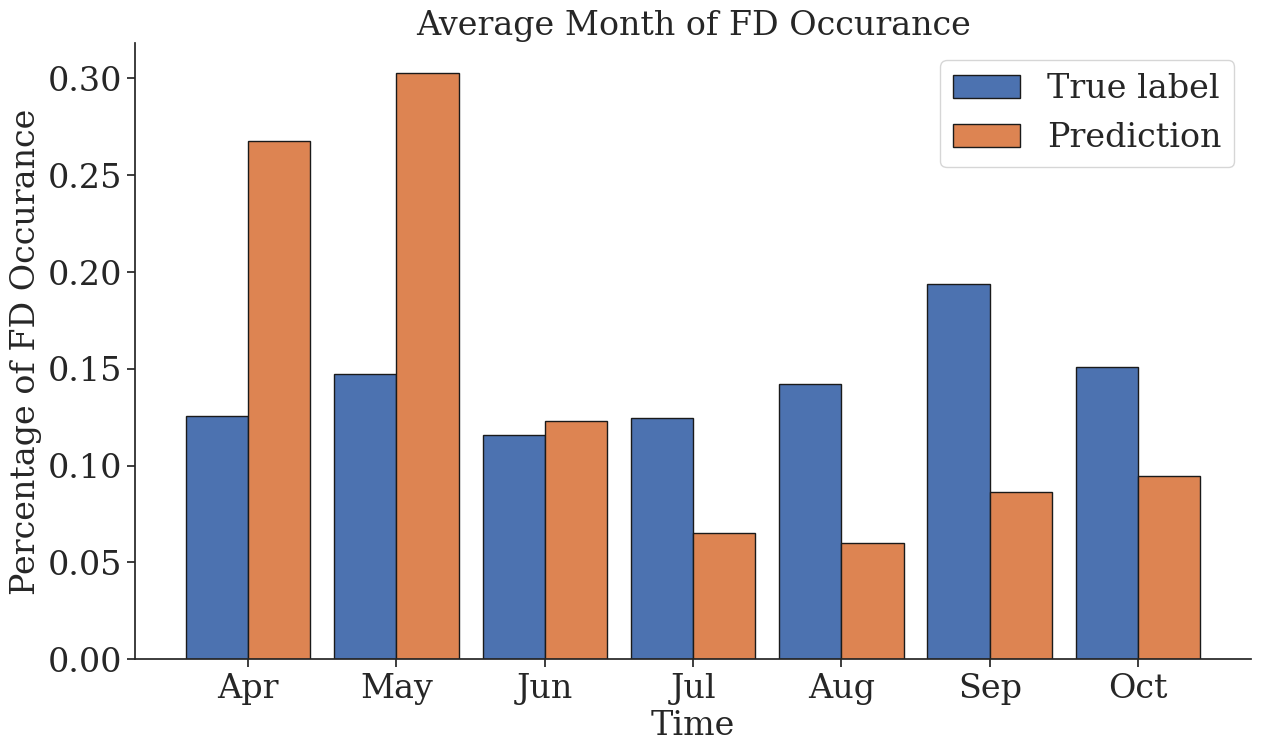 Average Month of FD Occurance
True label
Prediction
Percentage of FD Occurance
0.30
0.25
0.20
0.15
0.10
0.05
0.00
Apr May Jun Jul Aug Sep Oct
Time